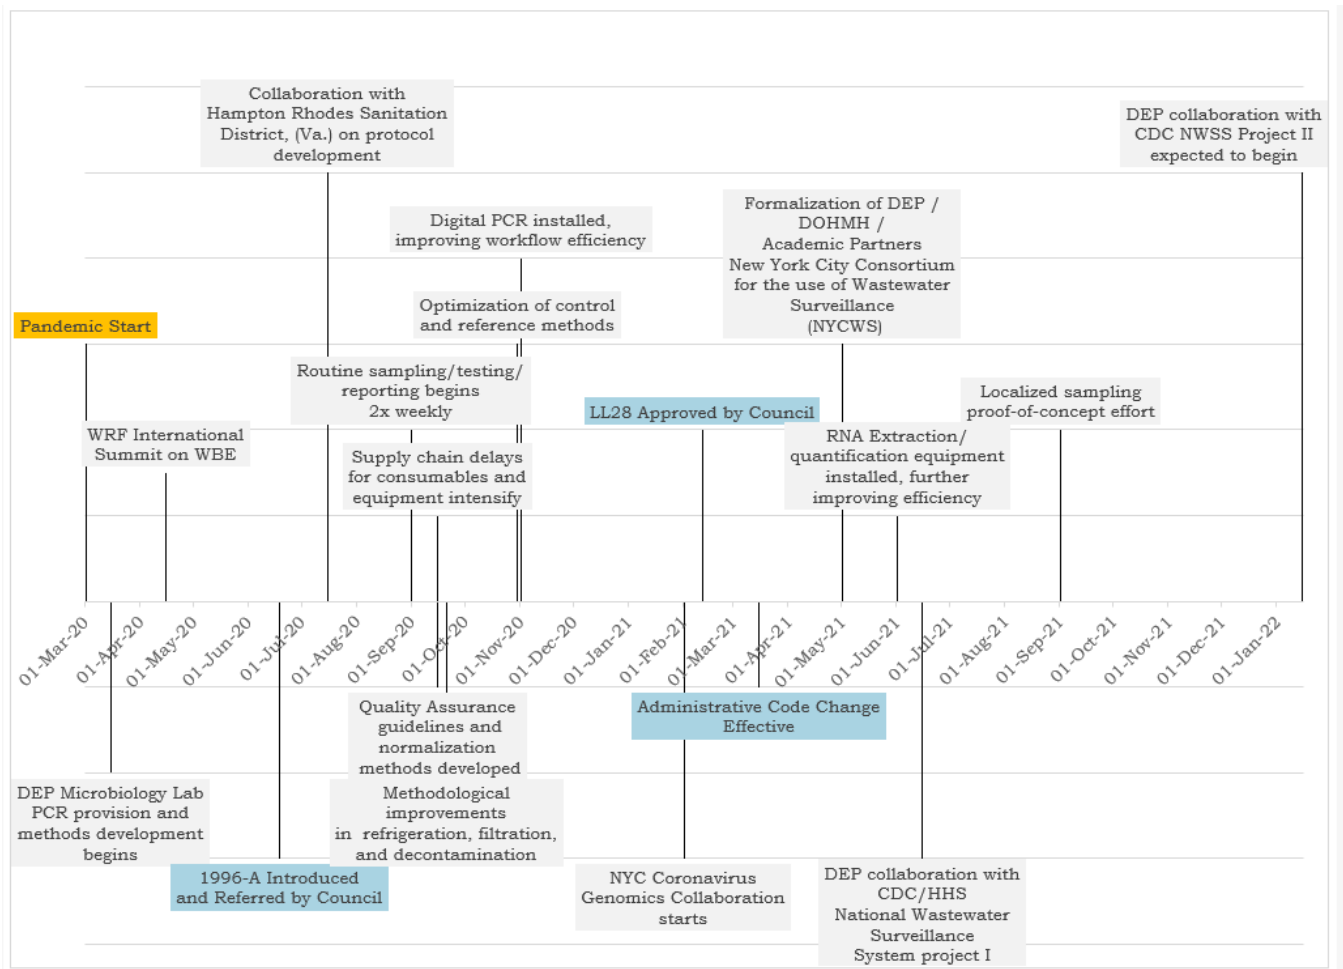 Collaboration with
Hampton Rhodes Sanitation
District, (Va.) on protocol
development
DEP collaboration with
CDC NWSS Project II
expected to begin
Formalization of DEP /
DOHMH /
Academic Partners
New York City Consortium
for the use of Wastewater
Surveillance
(NYCWS)
Digital PCR installed,
improving workflow efficiency
Optimization of control
and reference methods
Pandemic Start
Routine sampling/testing/
reporting begins
2x weekly
Localized sampling
proof-of-concept effort
LL28 Approved by Council
WRF International
Summit on WBE
RNA Extraction/
quantification equipment
installed, further
improving efficiency
Supply chain delays
for consumables and
equipment intensify
01-Mar-20
01-Apr-20
01-May-20
01-Jun-20
01-Jul-20
01-Aug-20
01-Sep-20
01-Oct-20
01-Nov-20
01-Dec-20
01-Jan-21
01-Feb-21
01-Mar-21
01-Apr-21
01-May-21
01-Jun-21
01-Jul-21
01-Aug-21
01-Sep-21
01-Oct-21
01-Nov-21
01-Dec-21
01-Jan-22
Quality Assurance
guidelines and
normalization
methods developed
Administrative Code Change
Effective
DEP Microbiology Lab
PCR provision and
methods development
begins
Methodological
improvements
in refrigeration, filtration,
and decontamination
1996-A Introduced
and Referred by Council
NYC Coronavirus
Genomics Collaboration
starts
DEP collaboration with
CDC/HHS
National Wastewater
Surveillance
System project I